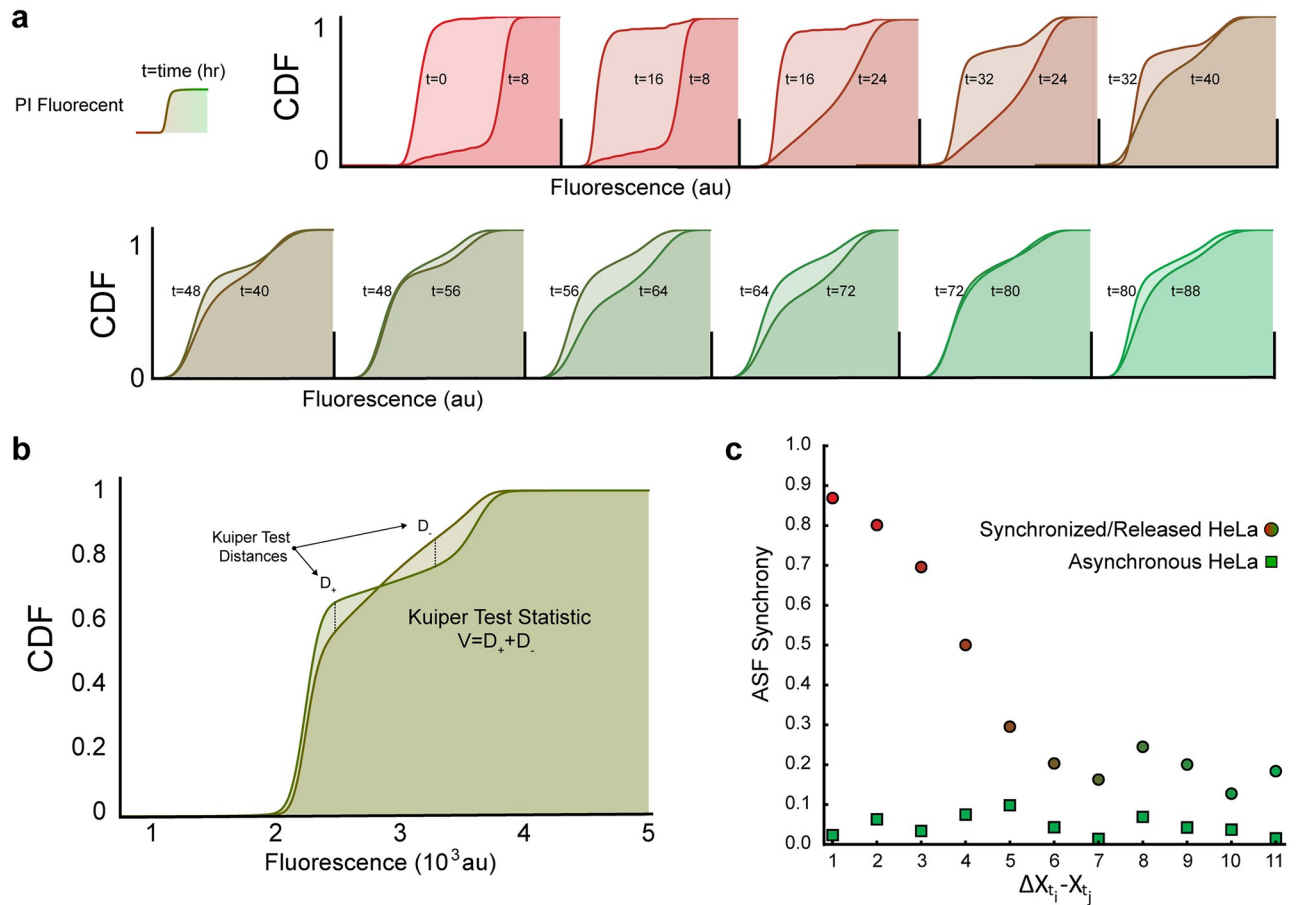 a
t=time (hr)
PI Fluorecent
CDF
1
0
t=0
t=8
t=16
t=8
t=16
t=24
t=32
t=24
t=32
t=40
Fluorescence (au)
CDF
1
0
t=48
t=40
t=48
t=56
t=56
t=64
t=64
t=72
t=72
t=80
t=80
t=88
Fluorescence (au)
b
CDF
1
0.8
0.6
0.4
0.2
0
Kuiper Test
Distances
D-
D+
Kuiper Test Statistic
V=D++D-
1
2
3
4
5
Fluorescence (10³au)
c
ASF Synchrony
1.0
0.9
0.8
0.7
0.6
0.5
0.4
0.3
0.2
0.1
0.0
Synchronized/Released HeLa
Asynchronous HeLa
1
2
3
4
5
6
7
8
9
10
11
ΔXti-Xtj